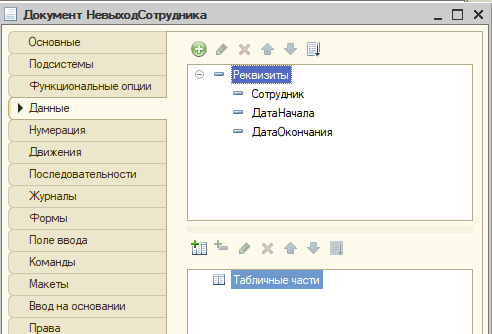 Документ НевыходСотрудника
Основные
Подсистемы
Функциональные опции
Данные
Нумерация
Движения
Последовательности
Журналы
Формы
Поле ввода
Команды
Макеты
Ввод на основании
Права
Реквизиты
Сотрудник
ДатаНачала
ДатаОкончания
Табличные части